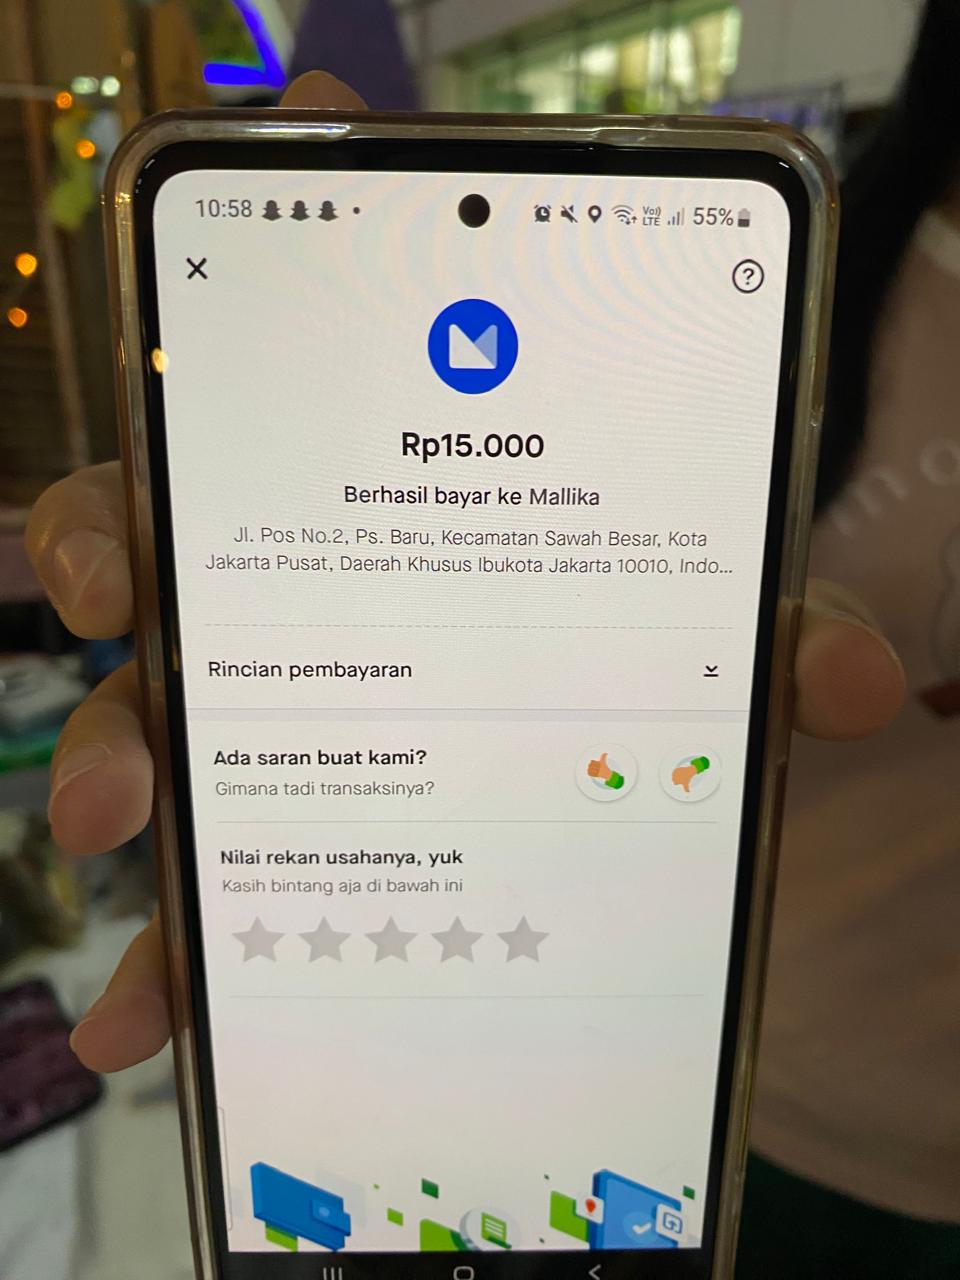 10:58
Vo))
LTE
55%
?
Rp15.000
Berhasil bayar ke Mallika
Jl. Pos No.2, Ps. Baru, Kecamatan Sawah Besar, Kota
Jakarta Pusat, Daerah Khusus Ibukota Jakarta 10010, Indo...
Rincian pembayaran
Ada saran buat kami?
Gimana tadi transaksinya?
Nilai rekan usahanya, yuk
Kasih bintang aja di bawah ini